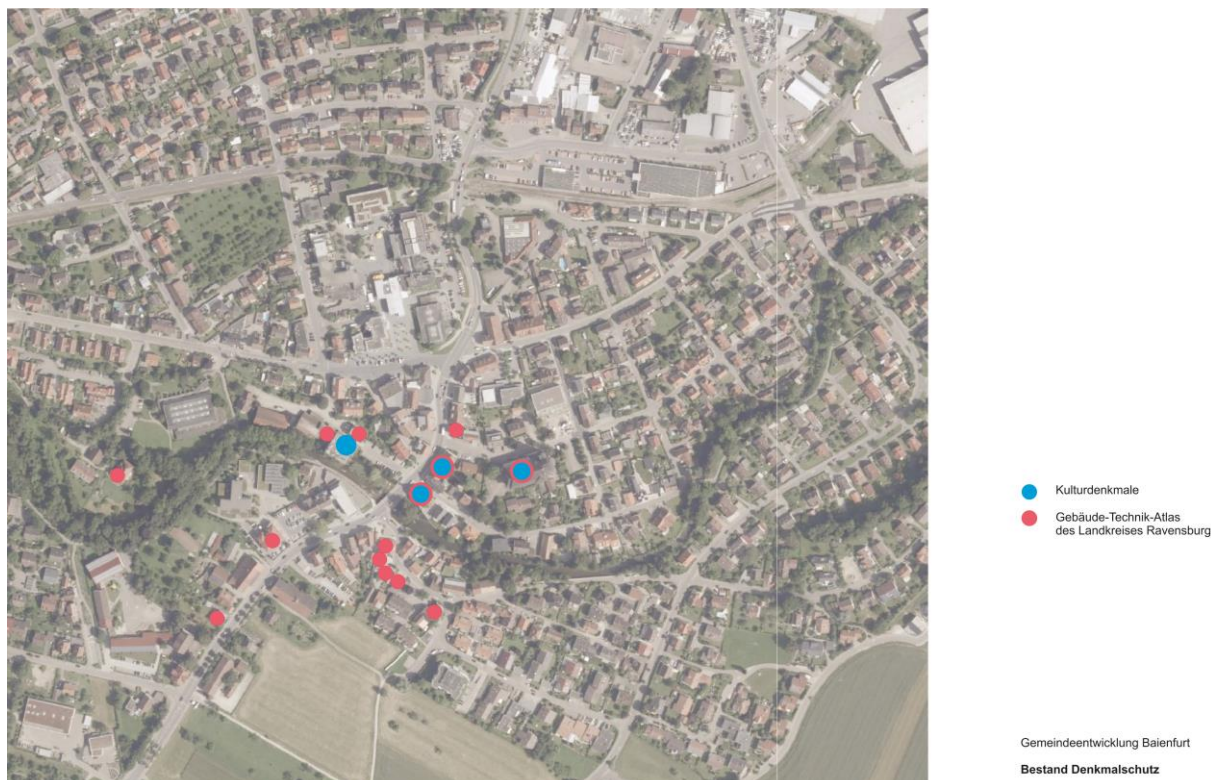 Kulturdenkmale
Gebäude-Technik-Atlas
des Landkreises Ravensburg
Gemeindeentwicklung Baienfurt
Bestand Denkmalschutz